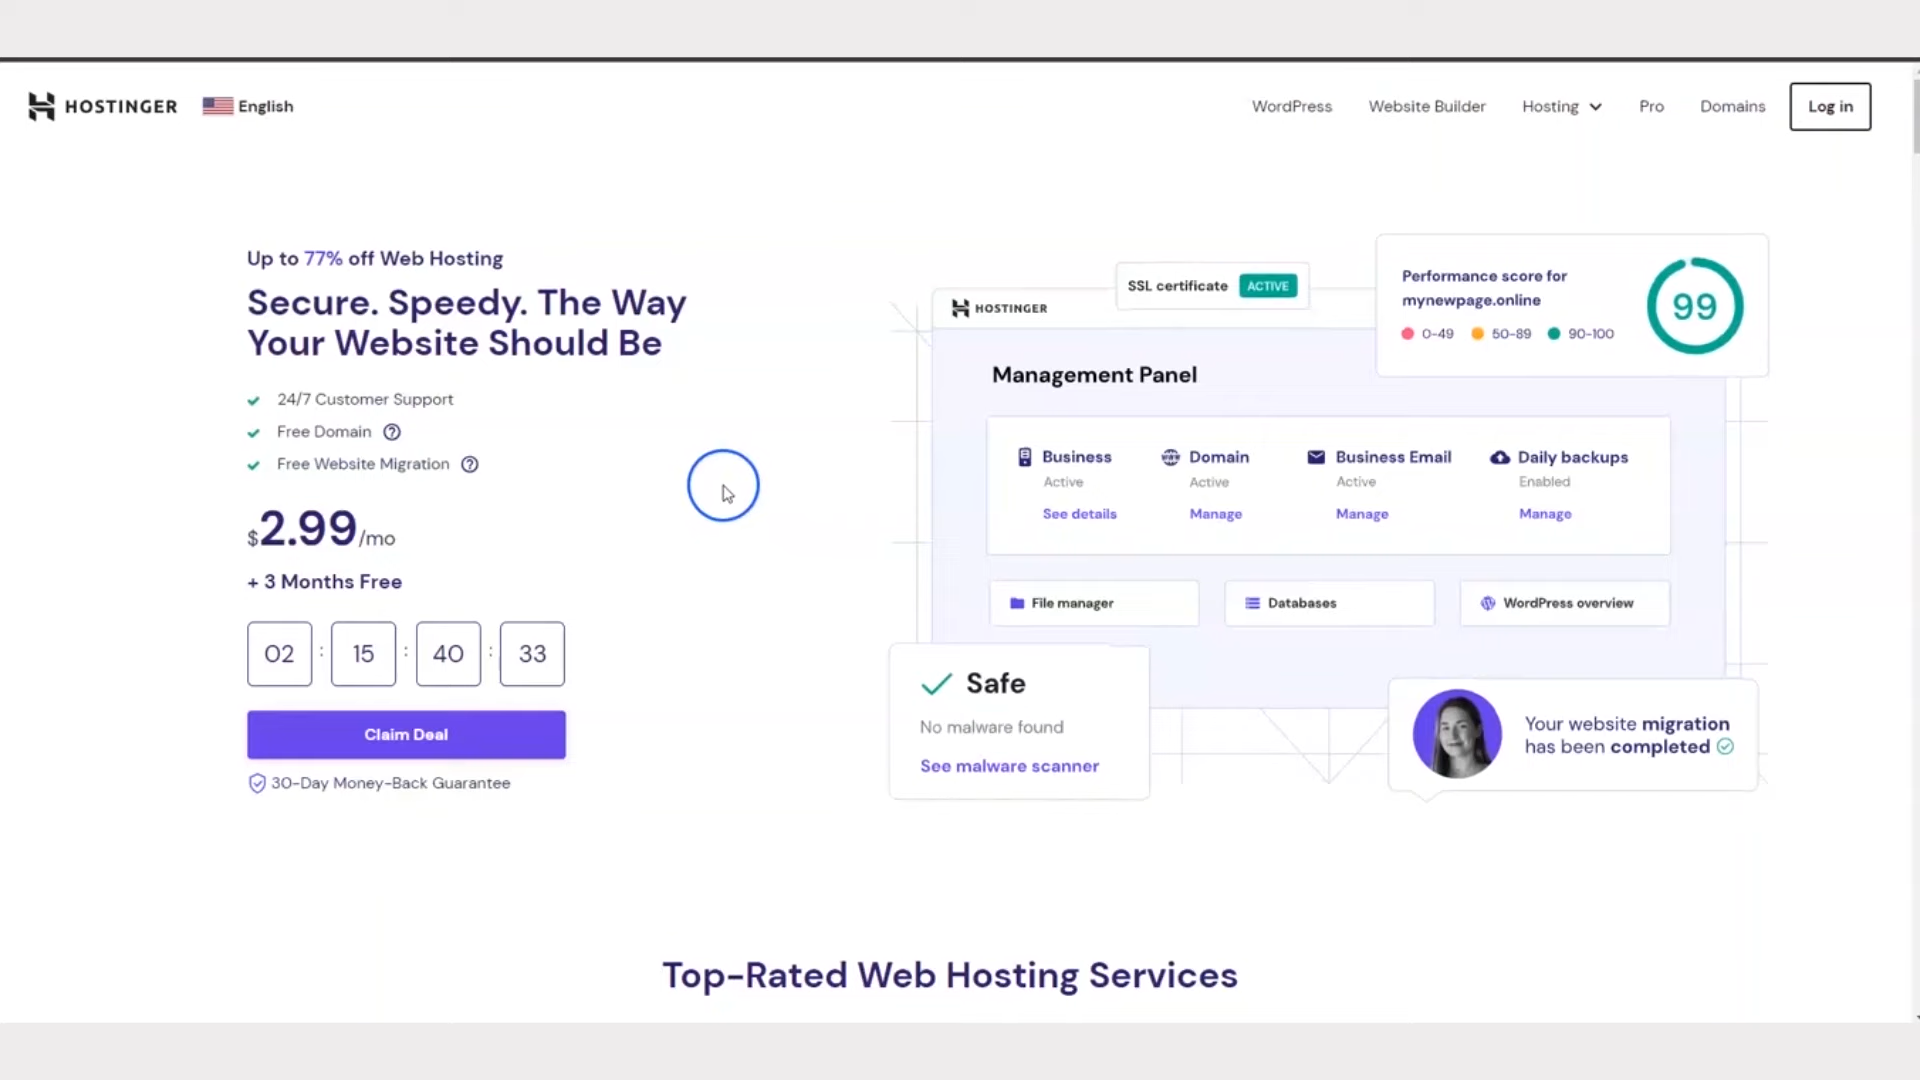 HOSTINGER
English
WordPress
Website Builder
Hosting
Pro
Domains
Log in
Up to 77% off Web Hosting
Secure. Speedy. The Way
Your Website Should Be
24/7 Customer Support
Free Domain ?
Free Website Migration ?
$2.99/mo
+ 3 Months Free
02 : 15 : 40 : 33
Claim Deal
30-Day Money-Back Guarantee
SSL certificate ACTIVE
HOSTINGER
Performance score for
mynewpage.online
0-49 50-89 90-100
99
Management Panel
Business
Active
See details
Domain
Active
Manage
Business Email
Active
Manage
Daily backups
Enabled
Manage
File manager
Databases
WordPress overview
Safe
No malware found
See malware scanner
Your website migration
has been completed
Top-Rated Web Hosting Services